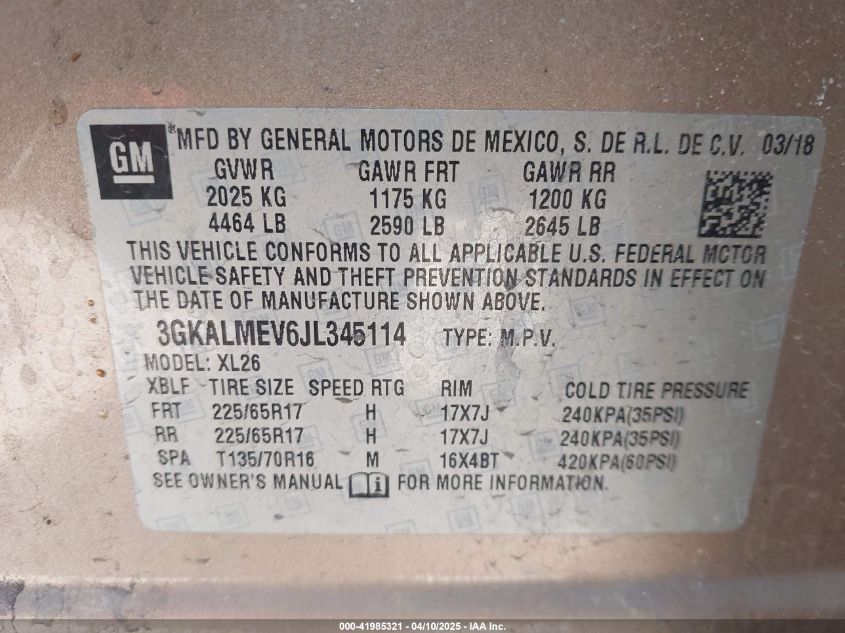 GM ® MFD BY GENERAL MOTORS DE MEXICO, S. DE R.L. DE C.V. 03/18
GVWR GAWR FRT GAWR RR
2025 KG 1175 KG 1200 KG
4464 LB 2590 LB 2645 LB
THIS VEHICLE CONFORMS TO ALL APPLICABLE U.S. FEDERAL MOTOR
VEHICLE SAFETY AND THEFT PREVENTION STANDARDS IN EFFECT ON
THE DATE OF MANUFACTURE SHOWN ABOVE.
3GKALMEV6JL345114 TYPE: M.P.V.
MODEL: XL26
XBLF TIRE SIZE SPEED RTG RIM COLD TIRE PRESSURE
FRT 225/65R17 H 17X7J 240KPA(35PSI)
RR 225/65R17 H 17X7J 240KPA(35PSI)
SPA T135/70R16 M 16X4BT 420KPA(60PSI)
SEE OWNER'S MANUAL i FOR MORE INFORMATION.
000-41985321 | 04/10/2025 - IAA Inc.